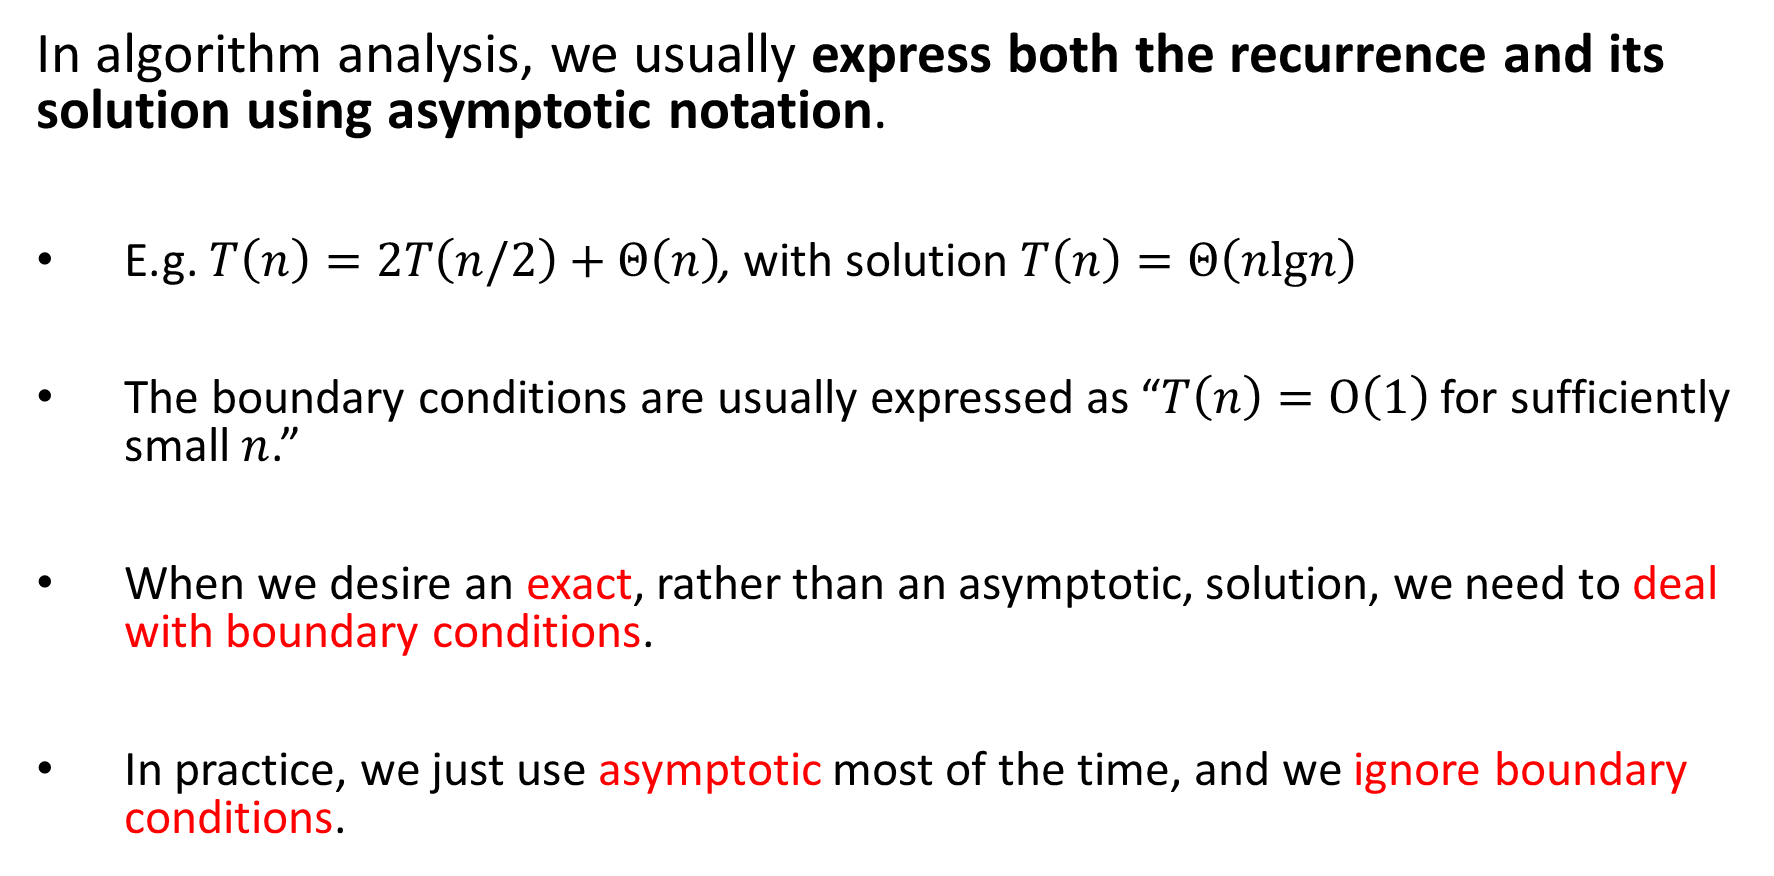 In algorithm analysis, we usually express both the recurrence and its
solution using asymptotic notation.
• E.g. T(n) = 2T(n/2) + Θ(n), with solution T(n) = Θ(nlgn)
• The boundary conditions are usually expressed as “T(n) = O(1) for sufficiently
small n.”
• When we desire an exact, rather than an asymptotic, solution, we need to deal
with boundary conditions.
• In practice, we just use asymptotic most of the time, and we ignore boundary
conditions.